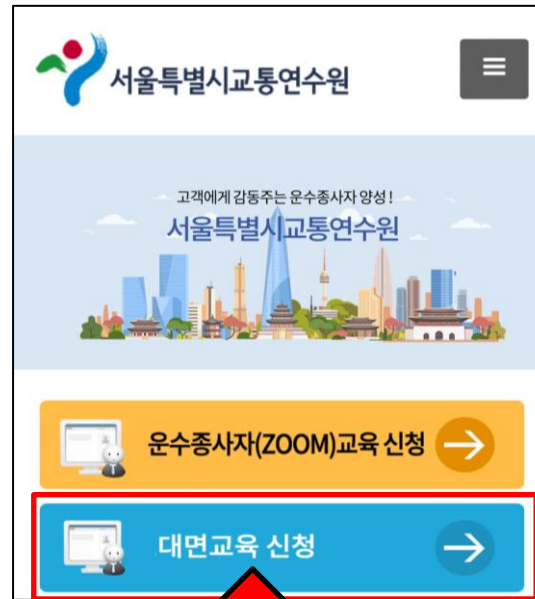 서울특별시교통연수원
고객에게 감동주는 운수종사자 양성 !
서울특별시교통연수원
운수종사자(ZOOM)교육 신청
대면교육 신청